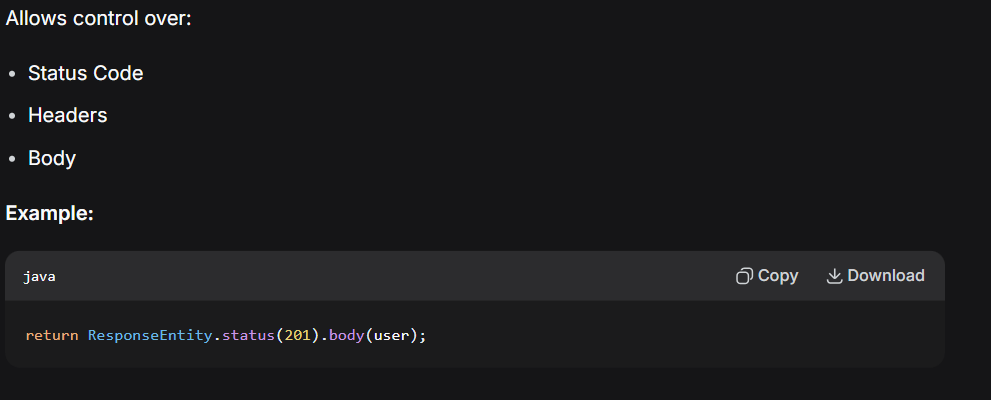 Allows control over:
• Status Code
• Headers
• Body
Example:
java Copy Download
return ResponseEntity.status(201).body(user);